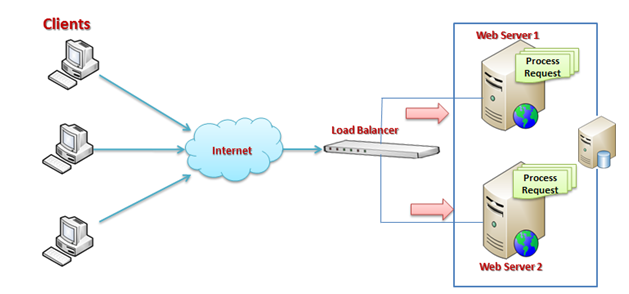 Clients
Web Server 1
Process
Request
Load Balancer
Internet
Process
Request
Web Server 2